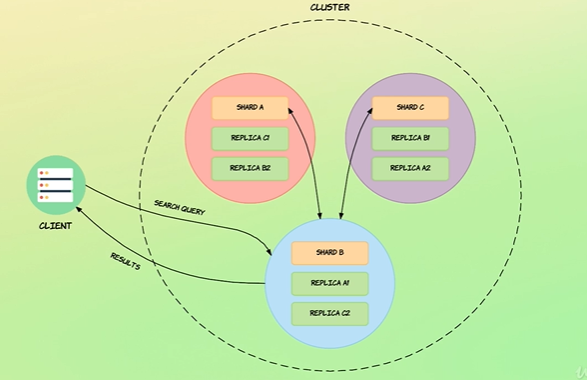 CLUSTER
SHARD A
REPLICA C1
REPLICA B2
SHARD C
REPLICA B1
REPLICA A2
CLIENT
SEARCH QUERY
RESULTS
SHARD B
REPLICA A1
REPLICA C2